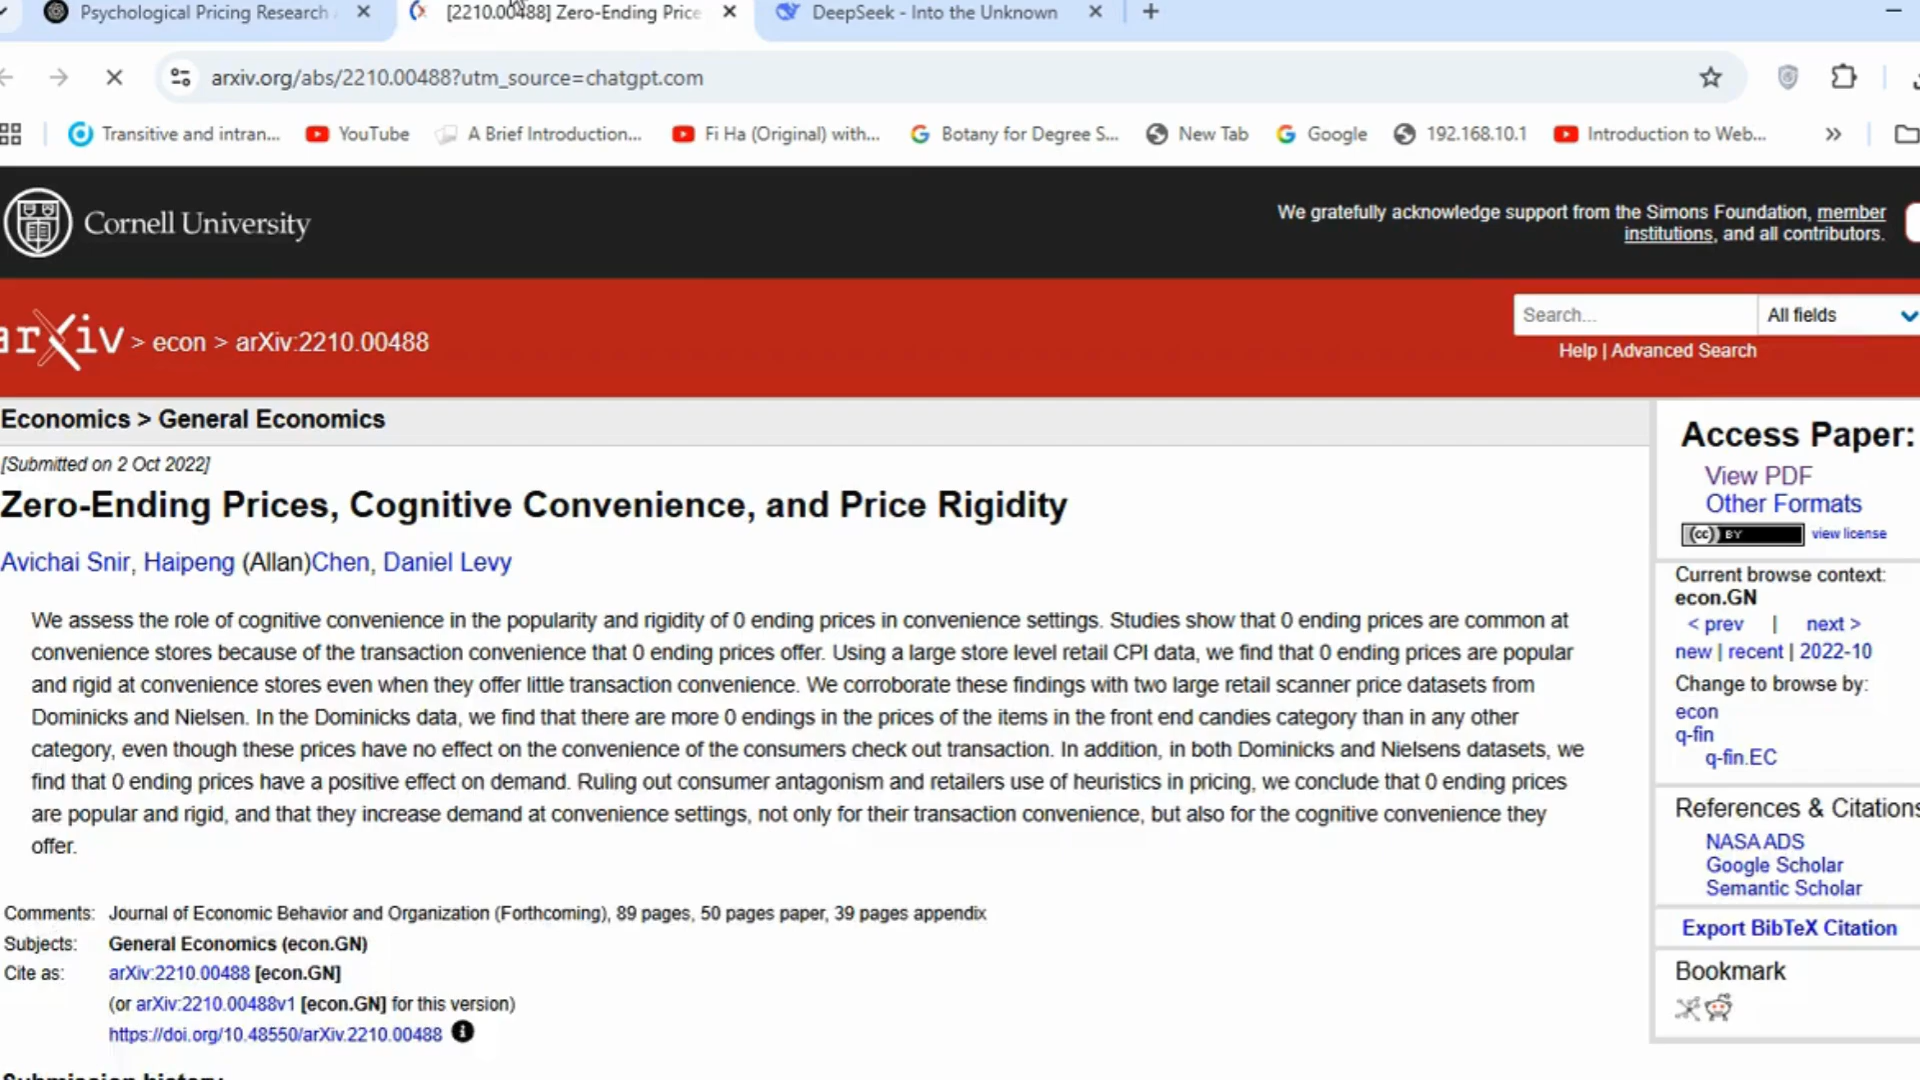 Psychological Pricing Research
[2210.00488] Zero-Ending Price
DeepSeek - Into the Unknown
arxiv.org/abs/2210.00488?utm_source=chatgpt.com
Transitive and intran...
YouTube
A Brief Introduction...
Fi Ha (Original) with...
Botany for Degree S...
New Tab
Google
192.168.10.1
Introduction to Web...
Cornell University
We gratefully acknowledge support from the Simons Foundation, member
institutions, and all contributors.
arXiv > econ > arXiv:2210.00488
Search...
All fields
Help | Advanced Search
Economics > General Economics
[Submitted on 2 Oct 2022]
Zero-Ending Prices, Cognitive Convenience, and Price Rigidity
Avichai Snir, Haipeng (Allan)Chen, Daniel Levy
We assess the role of cognitive convenience in the popularity and rigidity of 0 ending prices in convenience settings. Studies show that 0 ending prices are common at
convenience stores because of the transaction convenience that 0 ending prices offer. Using a large store level retail CPI data, we find that 0 ending prices are popular
and rigid at convenience stores even when they offer little transaction convenience. We corroborate these findings with two large retail scanner price datasets from
Dominicks and Nielsen. In the Dominicks data, we find that there are more 0 endings in the prices of the items in the front end candies category than in any other
category, even though these prices have no effect on the convenience of the consumers check out transaction. In addition, in both Dominicks and Nielsens datasets, we
find that 0 ending prices have a positive effect on demand. Ruling out consumer antagonism and retailers use of heuristics in pricing, we conclude that 0 ending prices
are popular and rigid, and that they increase demand at convenience settings, not only for their transaction convenience, but also for the cognitive convenience they
offer.
Comments: Journal of Economic Behavior and Organization (Forthcoming), 89 pages, 50 pages paper, 39 pages appendix
Subjects: General Economics (econ.GN)
Cite as: arXiv:2210.00488 [econ.GN]
(or arXiv:2210.00488v1 [econ.GN] for this version)
https://doi.org/10.48550/arXiv.2210.00488
Submission history
Access Paper:
View PDF
Other Formats
(cc) BY view license
Current browse context:
econ.GN
< prev | next >
new | recent | 2022-10
Change to browse by:
econ
q-fin
q-fin.EC
References & Citations
NASA ADS
Google Scholar
Semantic Scholar
Export BibTeX Citation
Bookmark